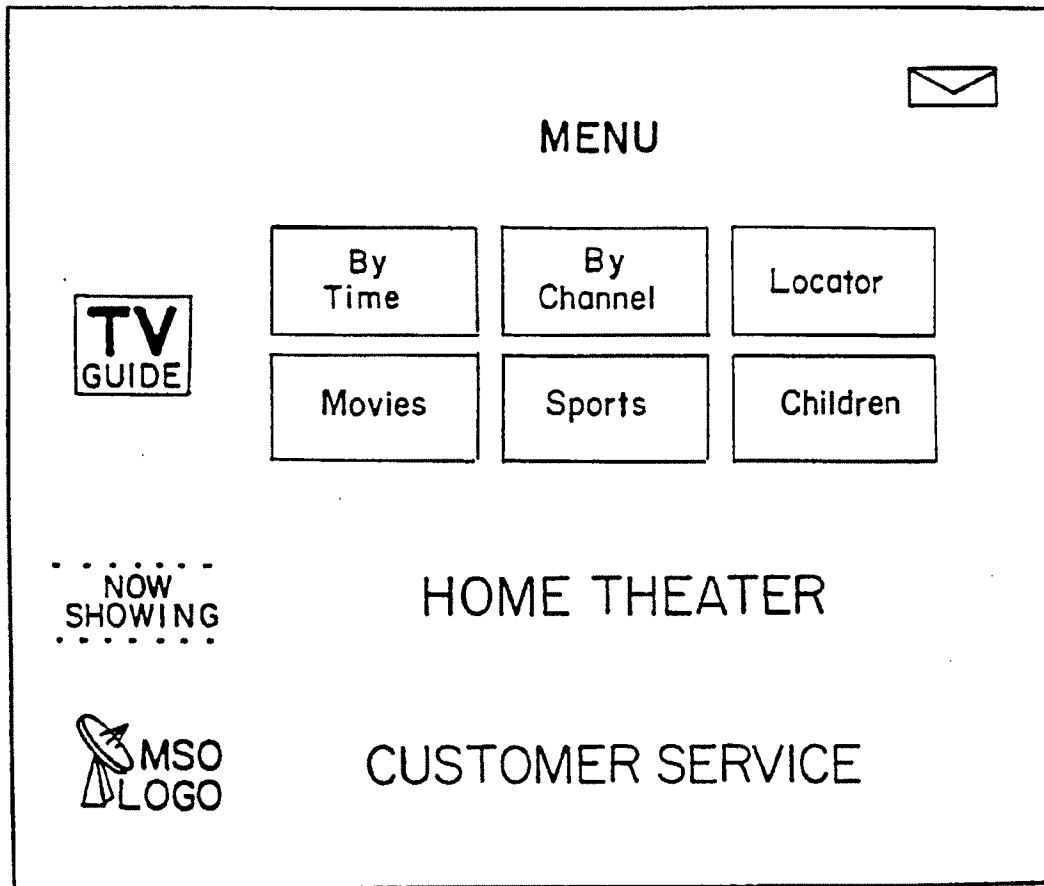 MENU
By
Time
By
Channel
Locator
TV
GUIDE
Movies
Sports
Children
NOW
SHOWING
HOME THEATER
MSO
LOGO
CUSTOMER SERVICE